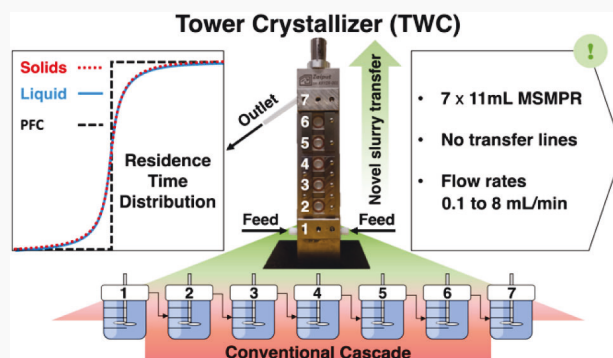 Tower Crystallizer (TWC)
Solids
Liquid
PFC
Residence
Time
Distribution
Outlet
7
6
5
4
3
2
1
Feed
Feed
Novel slurry transfer
!
• 7 x 11mL MSMPR
• No transfer lines
• Flow rates
0.1 to 8 mL/min
1 2 3 4 5 6 7
Conventional Cascade